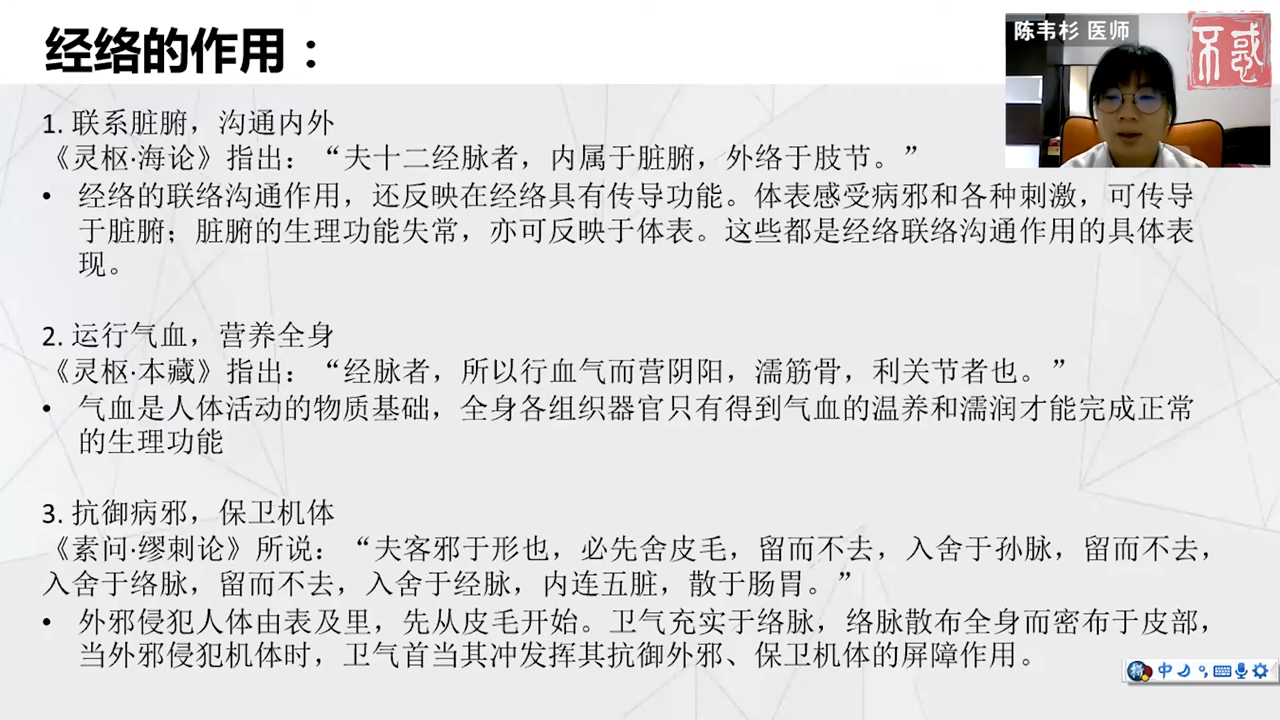 经络的作用：
陈韦杉 医师
不惑
1. 联系脏腑，沟通内外
《灵枢·海论》指出：“夫十二经脉者，内属于脏腑，外络于肢节。”
• 经络的联络沟通作用，还反映在经络具有传导功能。体表感受病邪和各种刺激，可传导
于脏腑；脏腑的生理功能失常，亦可反映于体表。这些都是经络联络沟通作用的具体表
现。
2. 运行气血，营养全身
《灵枢·本藏》指出：“经脉者，所以行血气而营阴阳，濡筋骨，利关节者也。”
• 气血是人体活动的物质基础，全身各组织器官只有得到气血的温养和濡润才能完成正常
的生理功能
3. 抗御病邪，保卫机体
《素问·缪刺论》所说：“夫客邪于形也，必先舍皮毛，留而不去，入舍于孙脉，留而不去，
入舍于络脉，留而不去，入舍于经脉，内连五脏，散于肠胃。”
• 外邪侵犯人体由表及里，先从皮毛开始。卫气充实于络脉，络脉散布全身而密布于皮部，
当外邪侵犯机体时，卫气首当其冲发挥其抗御外邪、保卫机体的屏障作用。
中